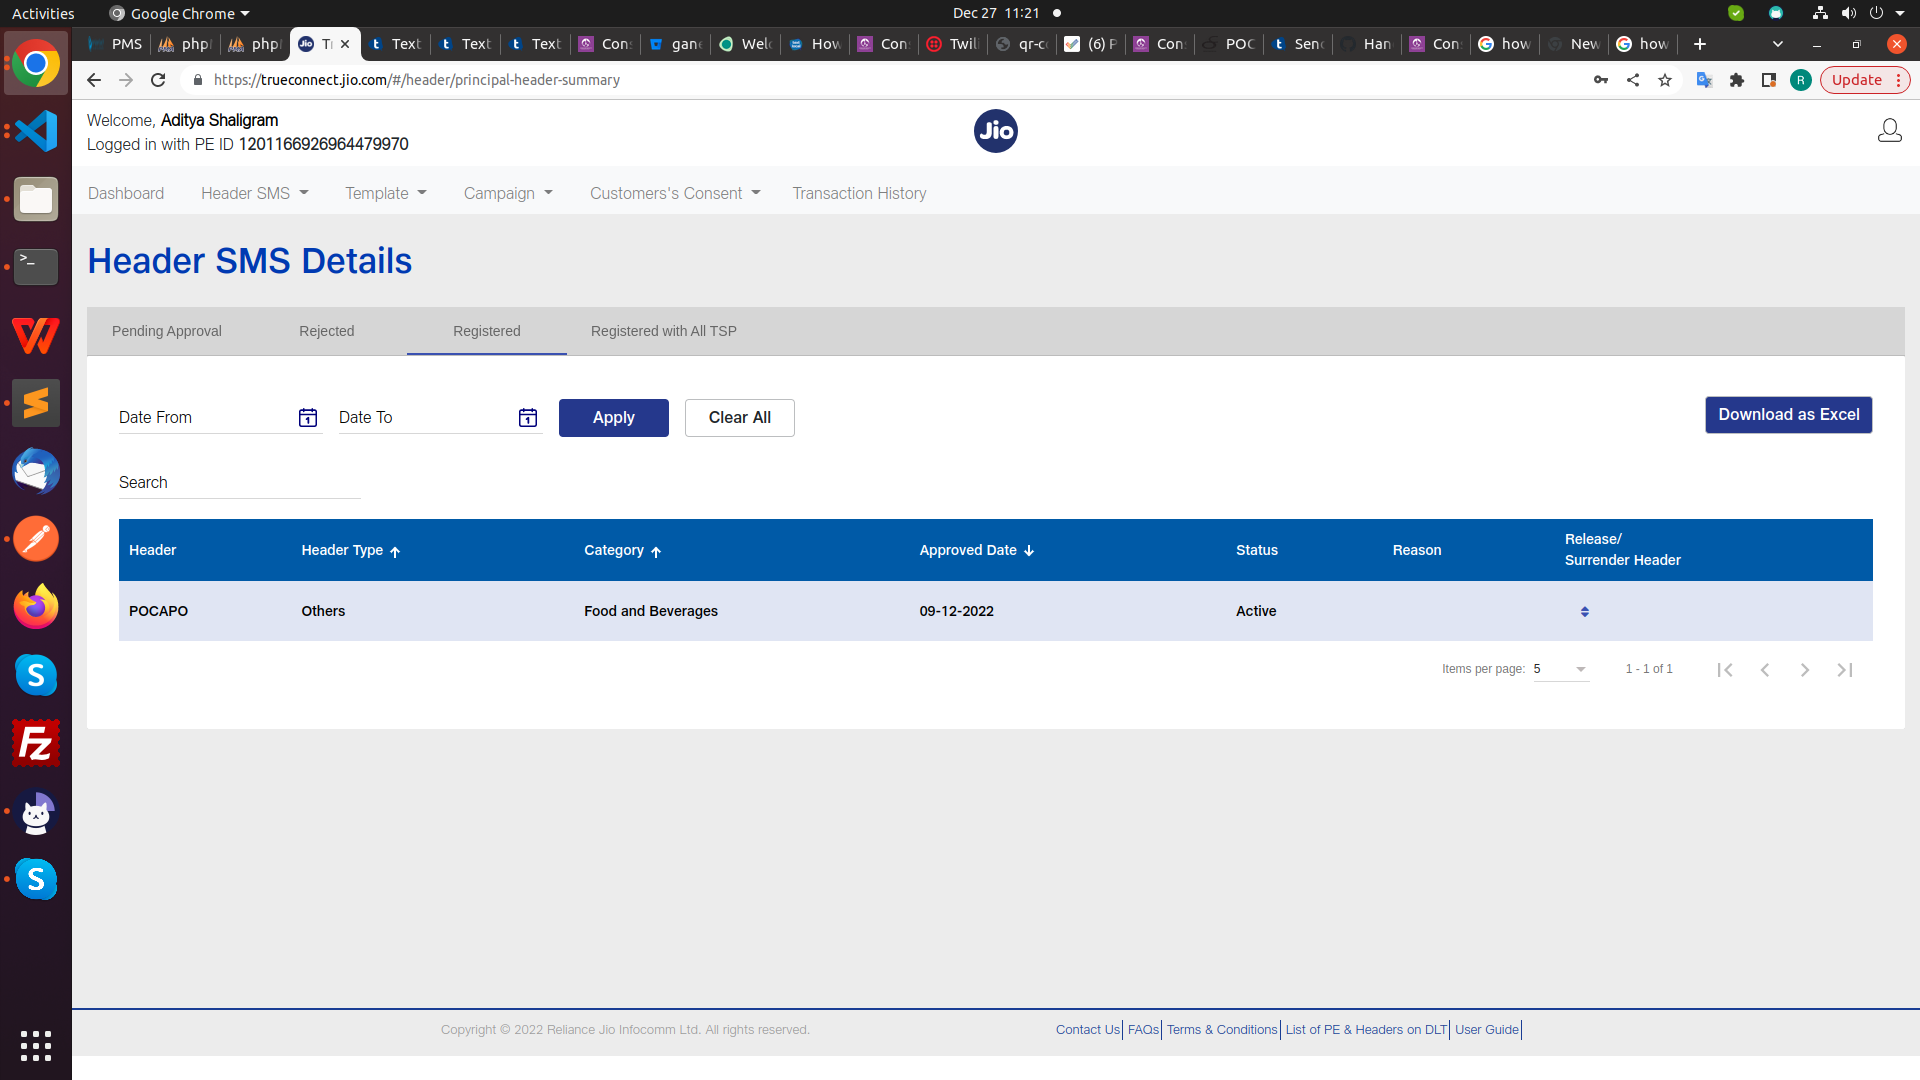 Activities
Google Chrome
Dec 27 11:21
PMS
php
php
Tr
Text
Text
Text
Con
gane
Welc
How
Con
Twil
qr-co
(6) P
Con
POC
Send
Han
Con
how
New
how
https://trueconnect.jio.com/#/header/principal-header-summary
R
Update
Welcome, Aditya Shaligram
Logged in with PE ID 1201166926964479970
Jio
Dashboard
Header SMS
Template
Campaign
Customers's Consent
Transaction History
Header SMS Details
Pending Approval
Rejected
Registered
Registered with All TSP
Date From
Date To
Apply
Clear All
Download as Excel
Search
Header
Header Type
Category
Approved Date
Status
Reason
Release/
Surrender Header
POCAPO
Others
Food and Beverages
09-12-2022
Active
Items per page: 5
1 - 1 of 1
Copyright © 2022 Reliance Jio Infocomm Ltd. All rights reserved.
Contact Us
FAQs
Terms & Conditions
List of PE & Headers on DLT
User Guide